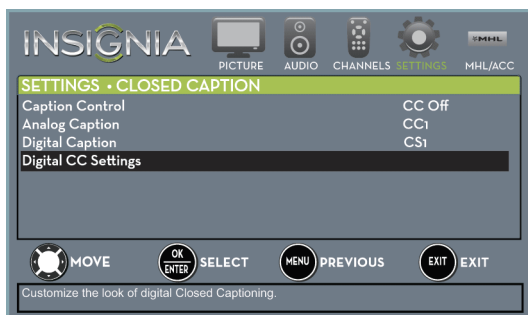 INSIGNIA
PICTURE AUDIO CHANNELS SETTINGS MHL MHL/ACC
SETTINGS • CLOSED CAPTION
Caption Control CC Off
Analog Caption CC1
Digital Caption CS1
Digital CC Settings
MOVE OK ENTER SELECT MENU PREVIOUS EXIT EXIT
Customize the look of digital Closed Captioning.